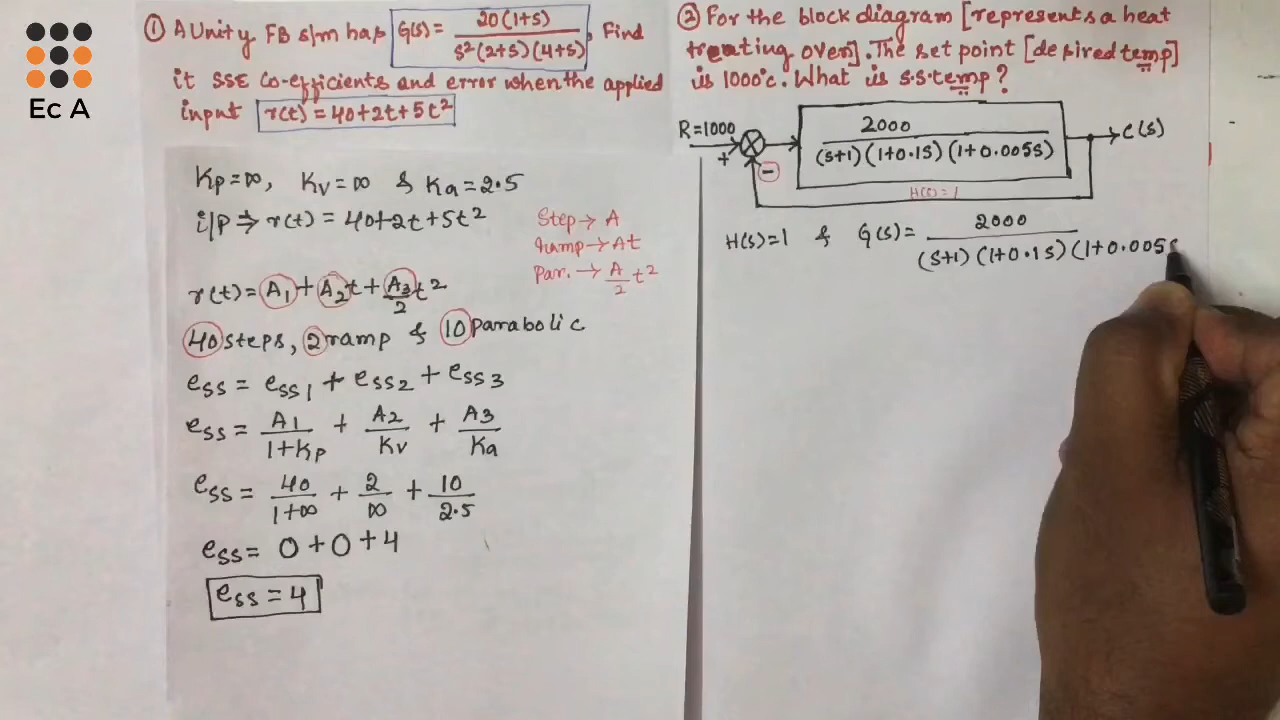 Ec A
① A Unity FB s/m has G(s) = 20(1+s) / s²(2+s)(4+s). Find
it SSE Co-efficients and error when the applied
input r(t) = 40+2t+5t²
Kp=∞, Kv=∞ & Ka=2.5
i/p ⇒ r(t) = 40+2t+5t²
Step → A
ramp → At
Par. → A/2 t²
r(t) = A1 + A2t + A3/2 t²
40 steps, 2 ramp & 10 parabolic
ess = ess1 + ess2 + ess3
ess = A1/1+Kp + A2/Kv + A3/Ka
ess = 40/1+∞ + 2/∞ + 10/2.5
ess = 0+0+4
ess = 4
② For the block diagram [represents a heat
treating oven]. The set point [desired temp]
is 1000°c. What is s.s temp?
R=1000
+
−
2000 / (s+1)(1+0.1s)(1+0.005s)
C(s)
H(s)=1
H(s)=1 & G(s) = 2000 / (s+1)(1+0.1s)(1+0.005s